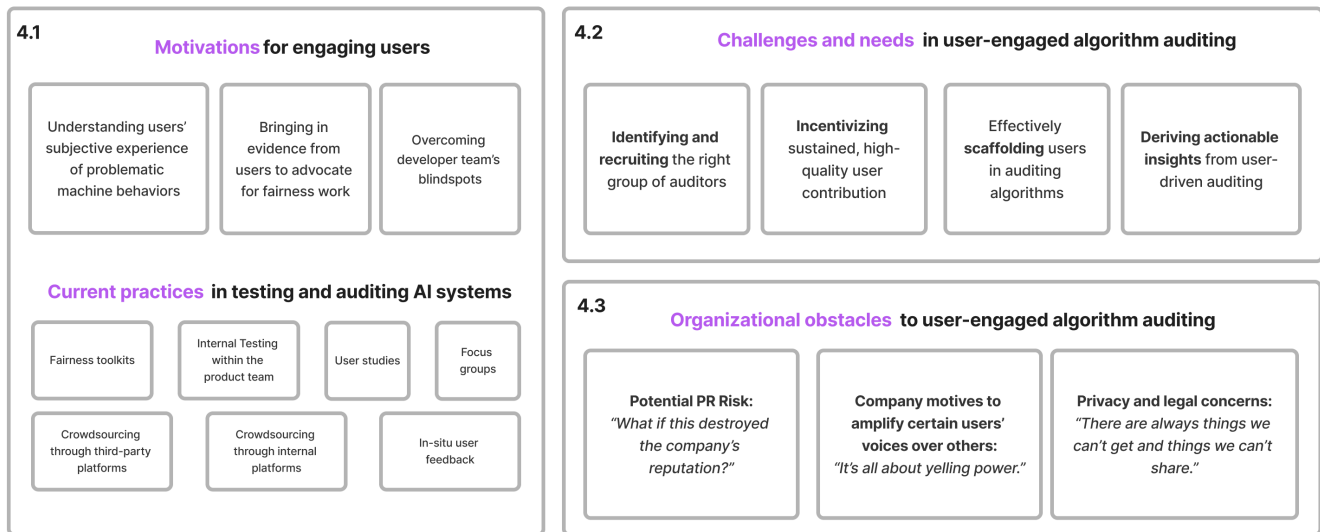 4.1
Motivations for engaging users
Understanding users’
subjective experience
of problematic
machine behaviors
Bringing in
evidence from
users to advocate
for fairness work
Overcoming
developer team’s
blindspots
Current practices in testing and auditing AI systems
Fairness toolkits
Internal Testing
within the
product team
User studies
Focus
groups
Crowdsourcing
through third-party
platforms
Crowdsourcing
through internal
platforms
In-situ user
feedback
4.2
Challenges and needs in user-engaged algorithm auditing
Identifying and
recruiting the right
group of auditors
Incentivizing
sustained, high-
quality user
contribution
Effectively
scaffolding users
in auditing
algorithms
Deriving actionable
insights from user-
driven auditing
4.3
Organizational obstacles to user-engaged algorithm auditing
Potential PR Risk:
“What if this destroyed
the company’s
reputation?”
Company motives to
amplify certain users’
voices over others:
“It’s all about yelling power.”
Privacy and legal concerns:
“There are always things we
can’t get and things we can’t
share.”